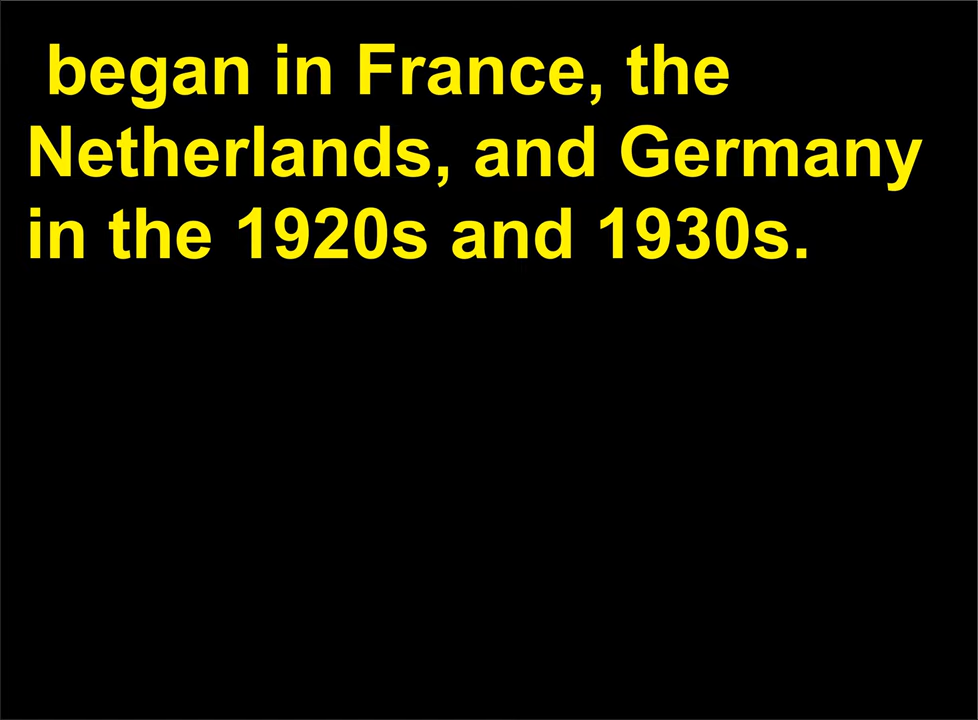 began in France, the
Netherlands, and Germany
in the 1920s and 1930s.